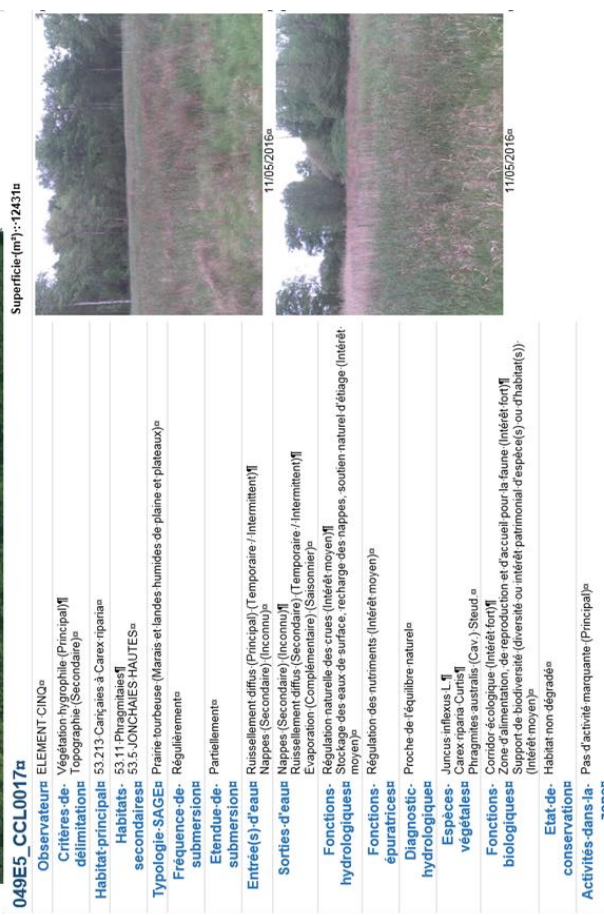 049E5_CCL0017¤
Superficie·(m²)·:·12431¤
Observateur¤ ELEMENT·CINQ¤
Critères·de·délimitation¤ Végétation·hygrophile·(Principal)¶
Topographie·(Secondaire)¤
Habitat·principal¤ 53.213·Cariçaies·à·Carex·riparia¤
Habitats·secondaires¤ 53.11·Phragmitaies¶
53.5·JONCHAIES·HAUTES¤
Typologie·SAGE¤ Prairie·tourbeuse·(Marais·et·landes·humides·de·plaine·et·plateaux)¤
Fréquence·de·submersion¤ Régulièrement¤
Etendue·de·submersion¤ Partiellement¤
Entrée(s)·d'eau¤ Ruissellement·diffus·(Principal)·(Temporaire·/·Intermittent)¶
Nappes·(Secondaire)·(Inconnu)¤
Sorties·d'eau¤ Nappes·(Secondaire)·(Inconnu)¶
Ruissellement·diffus·(Secondaire)·(Temporaire·/·Intermittent)¶
Evaporation·(Complémentaire)·(Saisonnier)¤
Fonctions·hydrologiques¤ Régulation·naturelle·des·crues·(Intérêt·moyen)¶
Stockage·des·eaux·de·surface,·recharge·des·nappes,·soutien·naturel·d'étiage·(Intérêt·
moyen)¤
Fonctions·épuratrices¤ Régulation·des·nutriments·(Intérêt·moyen)¤
Diagnostic·hydrologique¤ Proche·de·l'équilibre·naturel¤
Espèces·végétales¤ Juncus·inflexus·L.¶
Carex·riparia·Curtis¶
Phragmites·australis·(Cav.)·Steud.¤
Fonctions·biologiques¤ Corridor·écologique·(Intérêt·fort)¶
Zone·d'alimentation,·de·reproduction·et·d'accueil·pour·la·faune·(Intérêt·fort)¶
Support·de·biodiversité·(diversité·ou·intérêt·patrimonial·d'espèce(s)·ou·d'habitat(s))·
(Intérêt·moyen)¤
Etat·de·conservation¤ Habitat·non·dégradé¤
Activités·dans·la·zone¤ Pas·d'activité·marquante·(Principal)¤
11/05/2016¤
11/05/2016¤